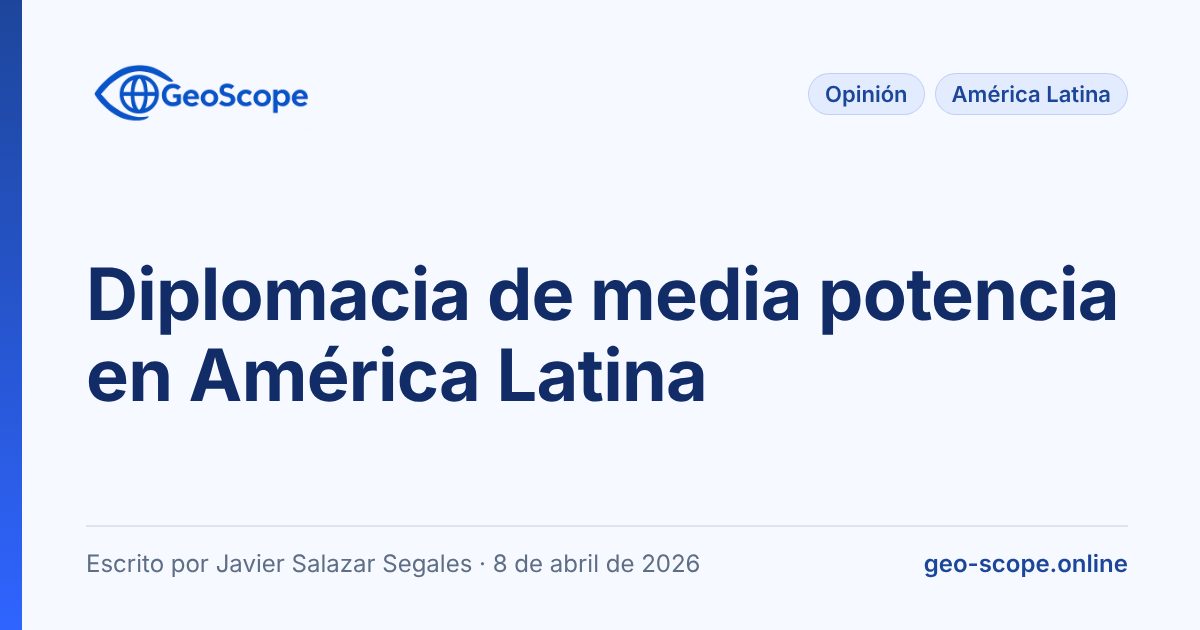 GeoScope
Opinión
América Latina
Diplomacia de media potencia
en América Latina
Escrito por Javier Salazar Segales · 8 de abril de 2026
geo-scope.online